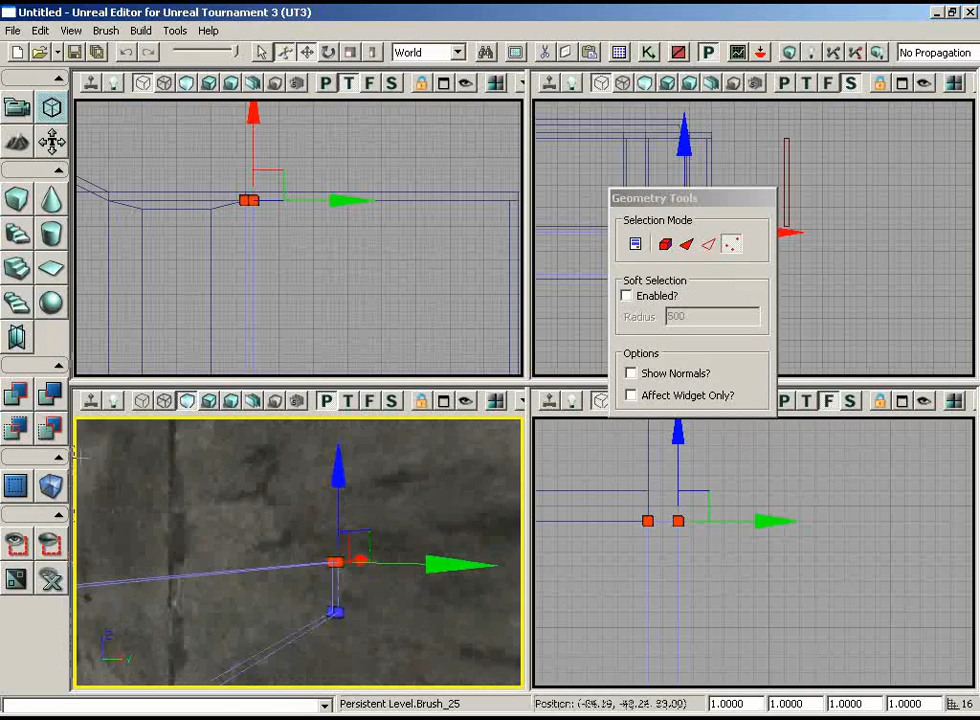 Untitled - Unreal Editor for Unreal Tournament 3 (UT3)
File Edit View Brush Build Tools Help
World P No Propagation
P T F S P T F S
Geometry Tools
Selection Mode
Soft Selection
Enabled?
Radius 500
Options
Show Normals?
Affect Widget Only?
P T F S P T F S
Z
Y
Persistent Level.Brush_25 1.0000 1.0000 1.0000 1.0000 16